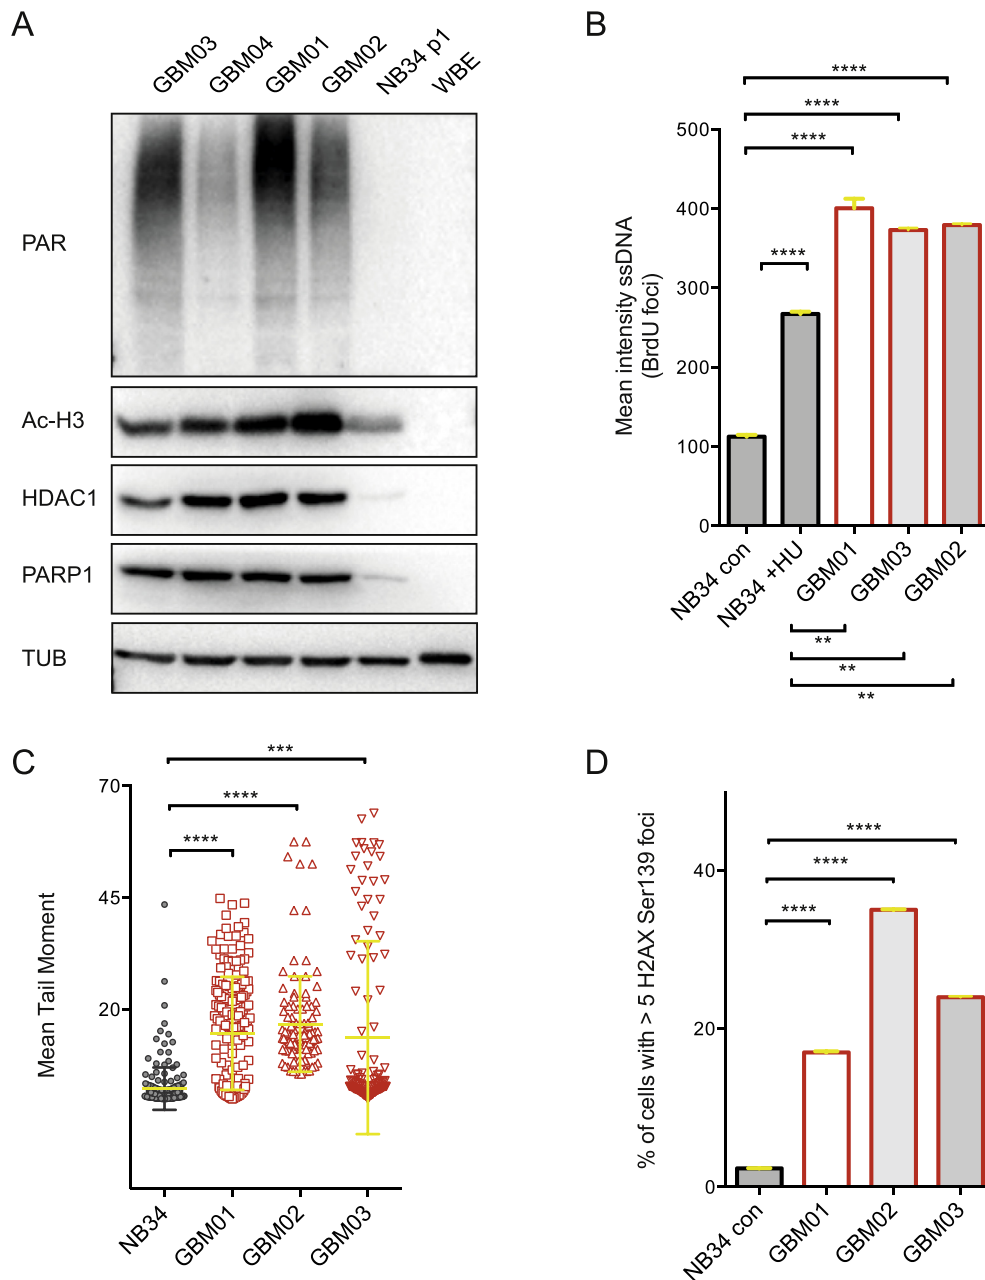 A
GBM03
GBM04
GBM01
GBM02
NB34 p1
WBE
PAR
Ac-H3
HDAC1
PARP1
TUB
B
****
****
****
****
500
400
300
200
100
0
Mean intensity ssDNA
(BrdU foci)
NB34 con
NB34 +HU
GBM01
GBM03
GBM02
**
**
**
C
***
****
****
70
45
20
Mean Tail Moment
NB34
GBM01
GBM02
GBM03
D
****
****
****
40
20
0
% of cells with > 5 H2AX Ser139 foci
NB34 con
GBM01
GBM02
GBM03